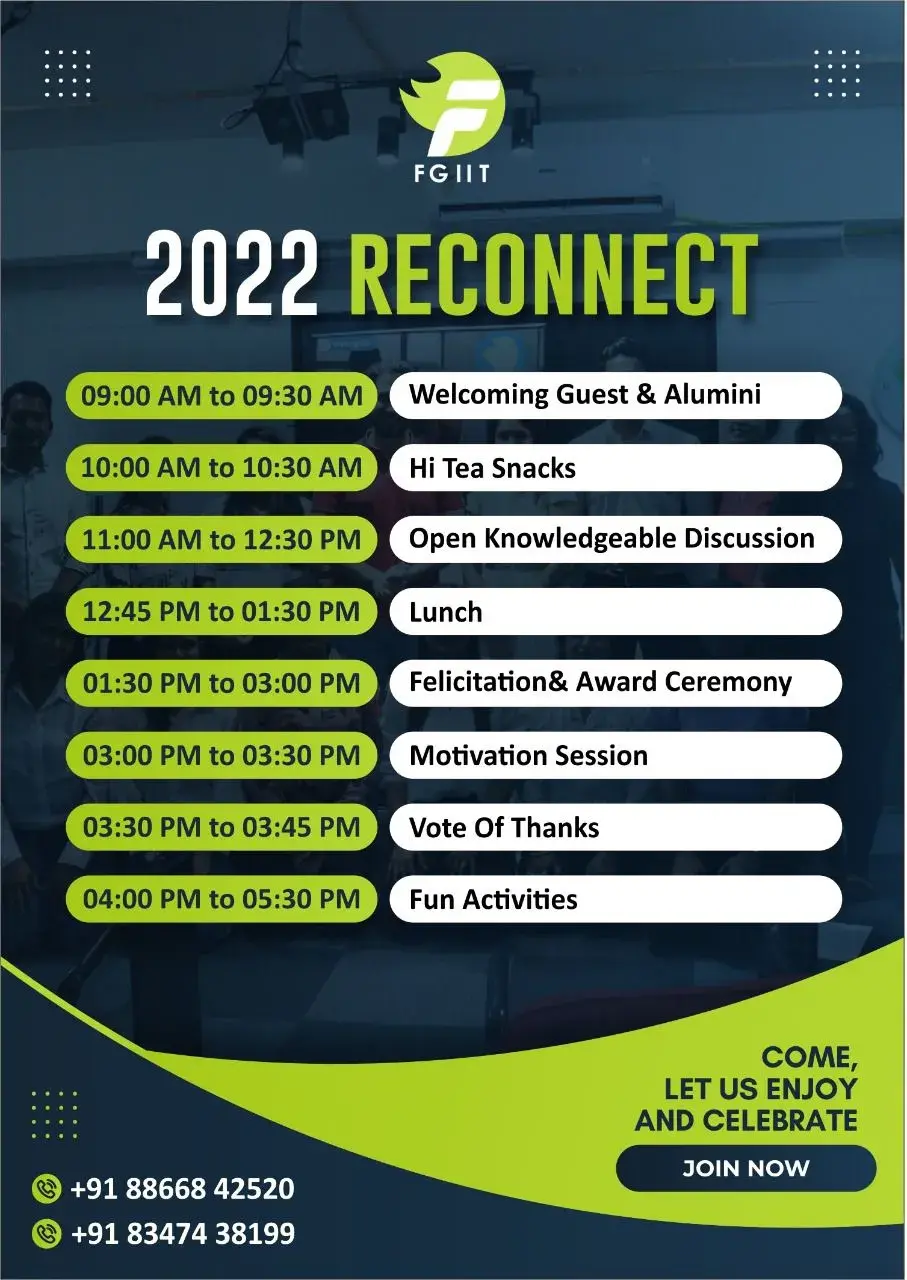 FGIIT
2022 RECONNECT
09:00 AM to 09:30 AM Welcoming Guest & Alumini
10:00 AM to 10:30 AM Hi Tea Snacks
11:00 AM to 12:30 PM Open Knowledgeable Discussion
12:45 PM to 01:30 PM Lunch
01:30 PM to 03:00 PM Felicitation& Award Ceremony
03:00 PM to 03:30 PM Motivation Session
03:30 PM to 03:45 PM Vote Of Thanks
04:00 PM to 05:30 PM Fun Activities
COME,
LET US ENJOY
AND CELEBRATE
JOIN NOW
+91 88668 42520
+91 83474 38199